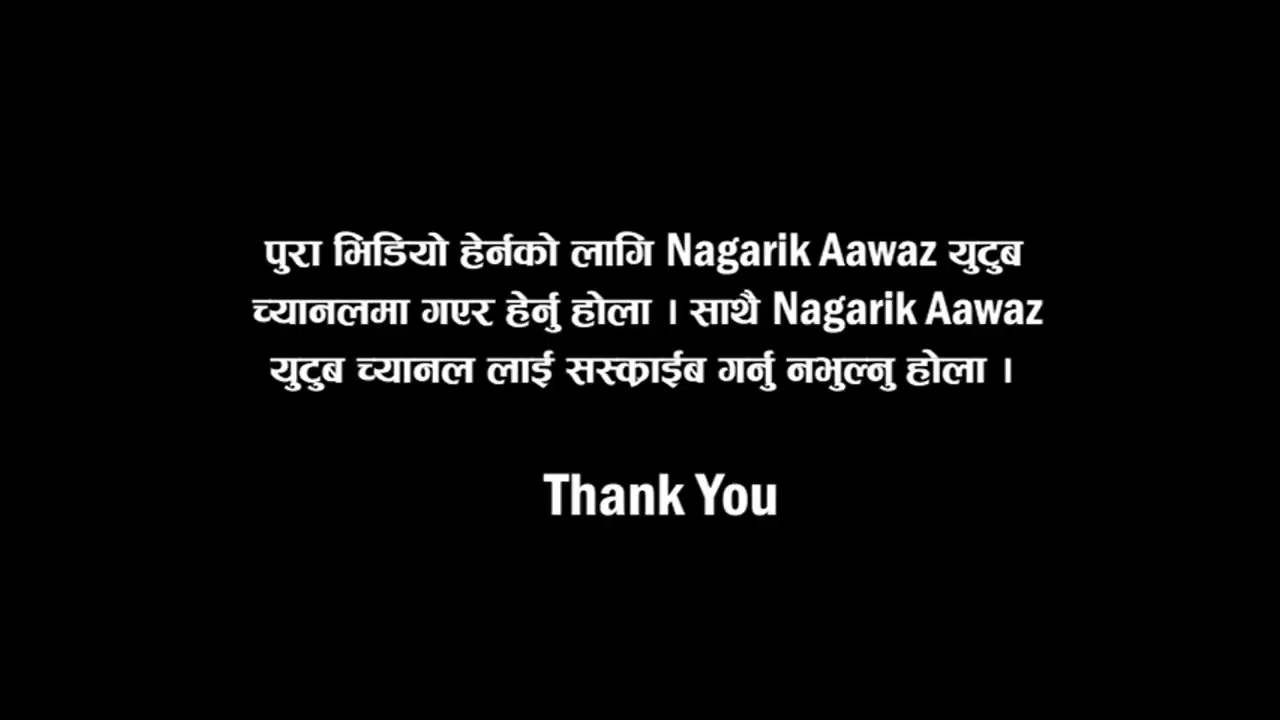 पुरा भिडियो हेर्नको लागि Nagarik Aawaz युटुब
च्यानलमा गएर हेर्नु होला । साथै Nagarik Aawaz
युटुब च्यानल लाई सस्क्राईब गर्नु नभुल्नु होला ।
Thank You